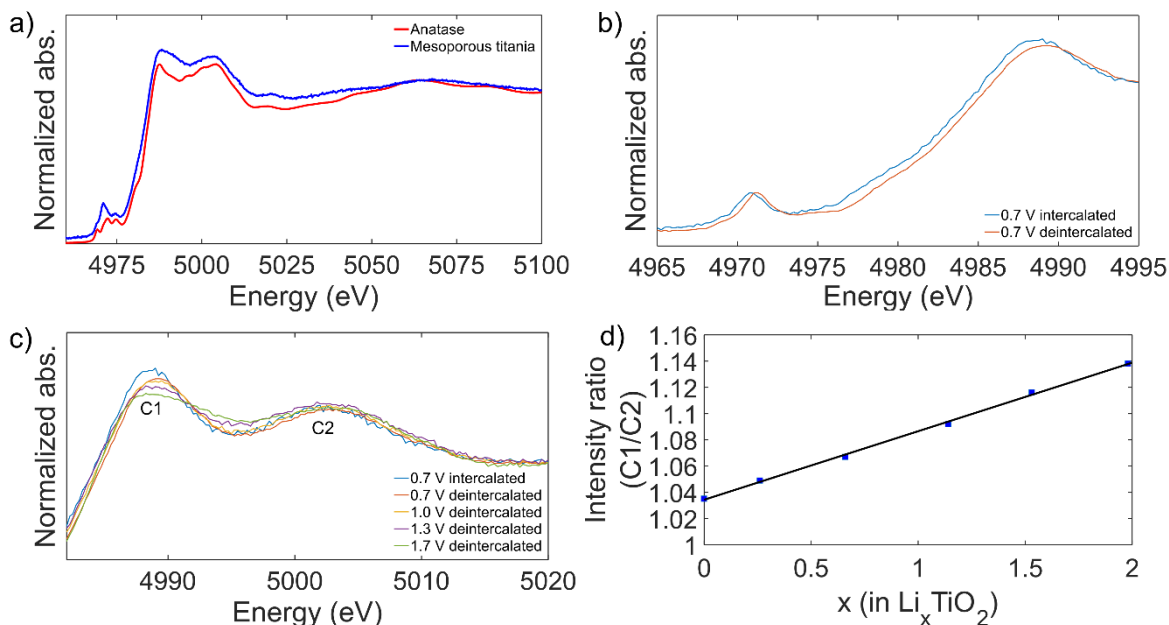 a)
Normalized abs.
Anatase
Mesoporous titania
4975 5000 5025 5050 5075 5100
Energy (eV)
b)
Normalized abs.
0.7 V intercalated
0.7 V deintercalated
4965 4970 4975 4980 4985 4990 4995
Energy (eV)
c)
Normalized abs.
C1
C2
0.7 V intercalated
0.7 V deintercalated
1.0 V deintercalated
1.3 V deintercalated
1.7 V deintercalated
4990 5000 5010 5020
Energy (eV)
d)
Intensity ratio
(C1/C2)
1.16
1.14
1.12
1.10
1.08
1.06
1.04
1.02
1
0 0.5 1 1.5 2
x (in LixTiO2)